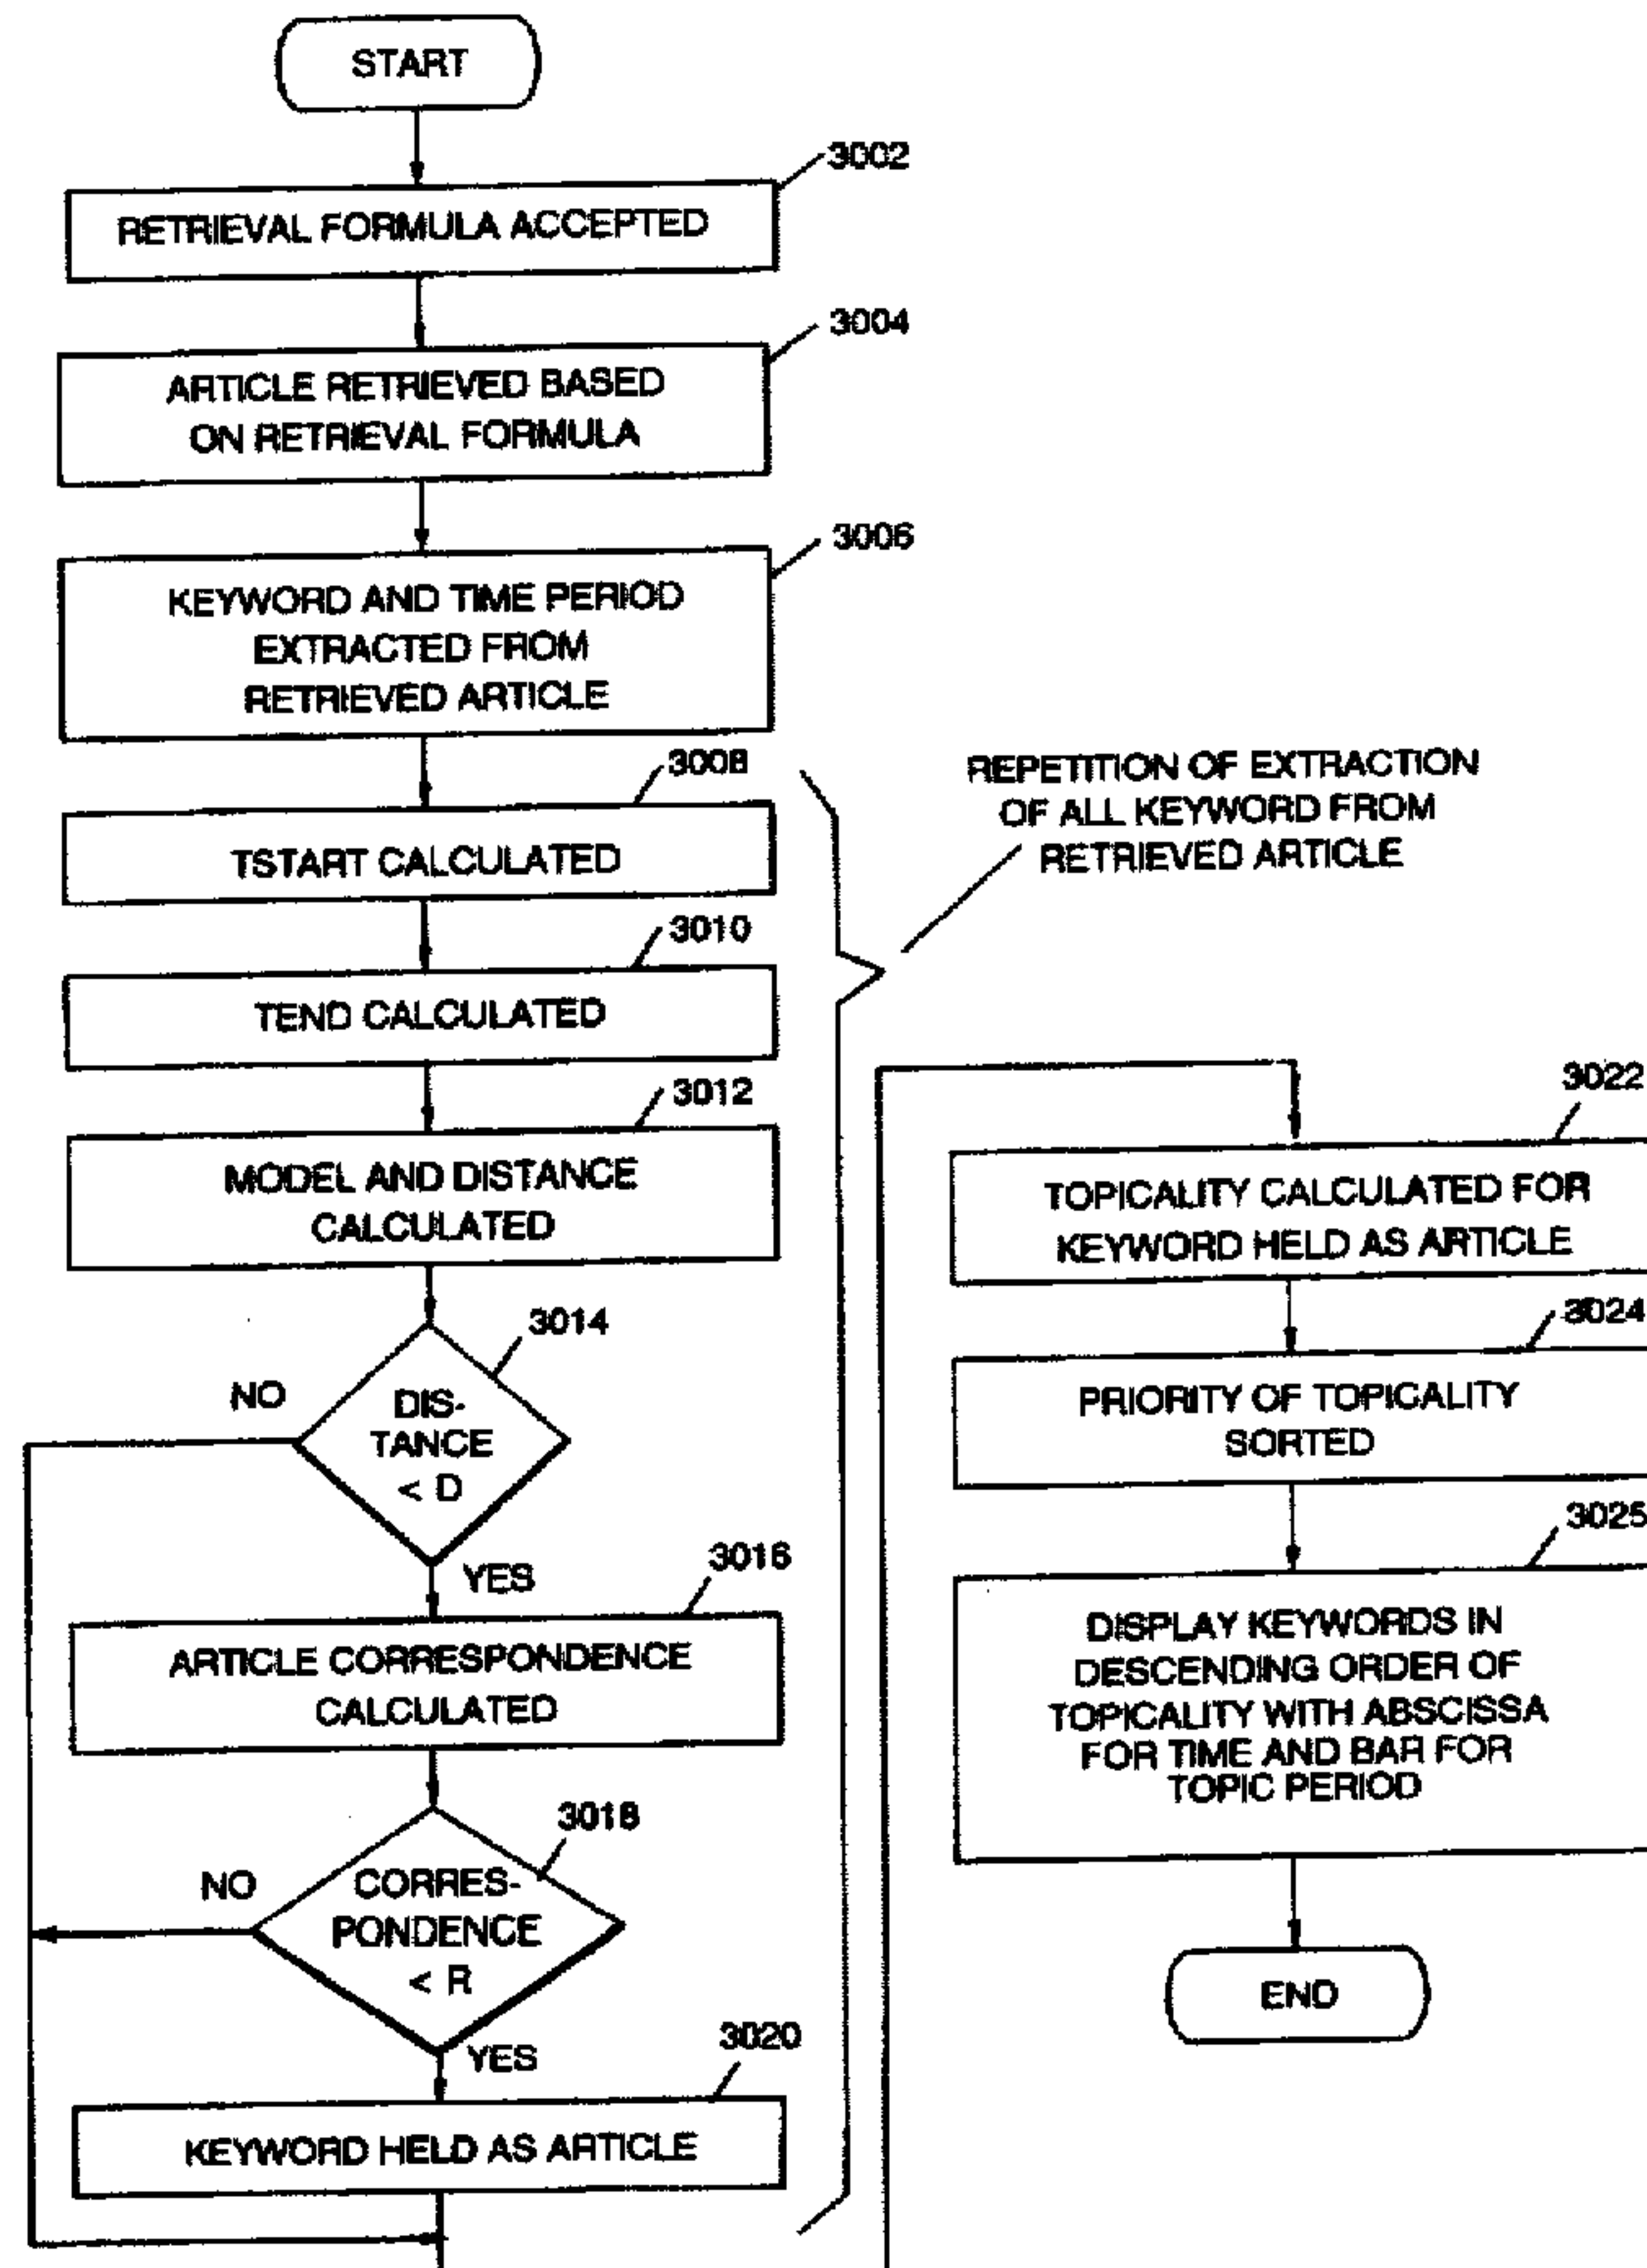 START
3002
RETRIEVAL FORMULA ACCEPTED
3004
ARTICLE RETRIEVED BASED
ON RETRIEVAL FORMULA
3006
KEYWORD AND TIME PERIOD
EXTRACTED FROM
RETRIEVED ARTICLE
3008
TSTART CALCULATED
3010
TEND CALCULATED
3012
MODEL AND DISTANCE
CALCULATED
3014
DIS-
TANCE
< D
NO
YES
3016
ARTICLE CORRESPONDENCE
CALCULATED
3018
CORRES-
PONDENCE
< R
NO
YES
3020
KEYWORD HELD AS ARTICLE
REPETITION OF EXTRACTION
OF ALL KEYWORD FROM
RETRIEVED ARTICLE
3022
TOPICALITY CALCULATED FOR
KEYWORD HELD AS ARTICLE
3024
PRIORITY OF TOPICALITY
SORTED
3025
DISPLAY KEYWORDS IN
DESCENDING ORDER OF
TOPICALITY WITH ABSCISSA
FOR TIME AND BAR FOR
TOPIC PERIOD
END